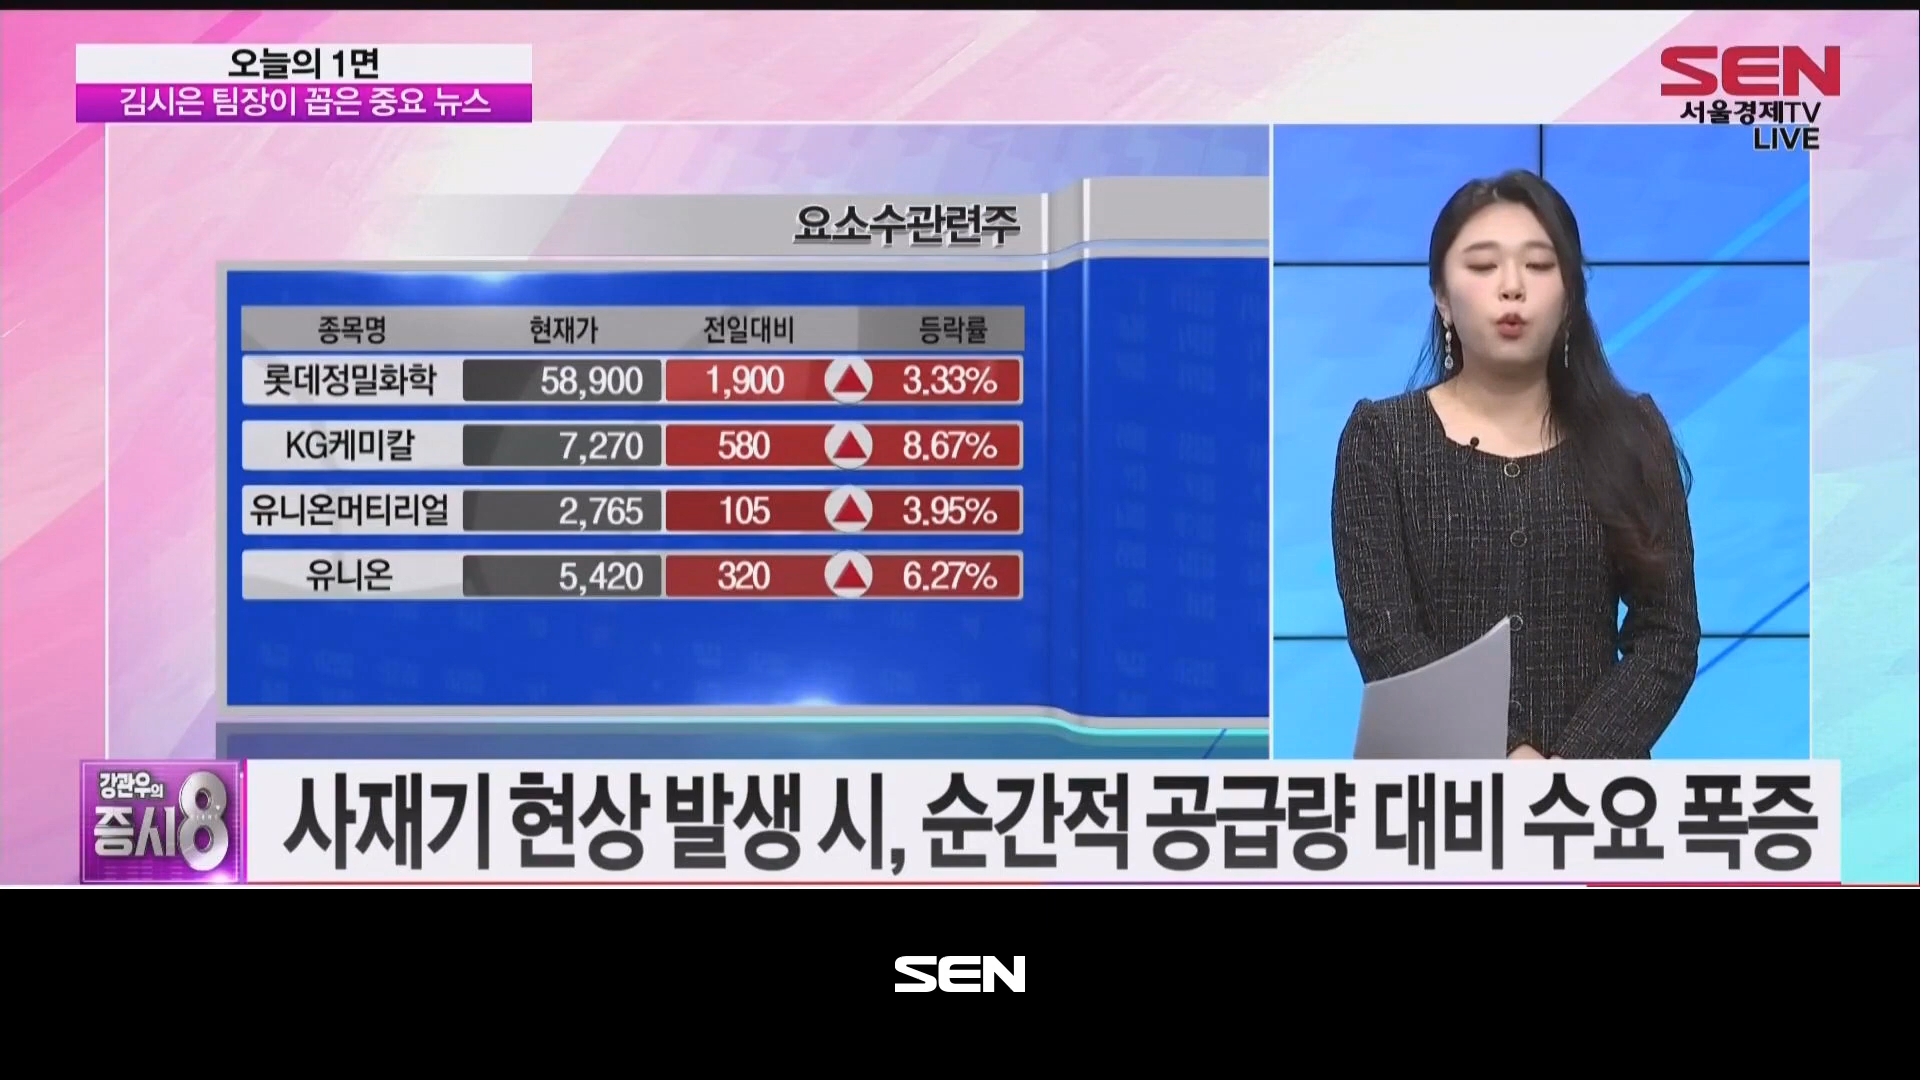 오늘의 1면
김시은 팀장이 꼽은 중요 뉴스
SEN
서울경제TV
LIVE
요소수관련주
종목명 현재가 전일대비 등락률
롯데정밀화학 58,900 1,900 ▲ 3.33%
KG케미칼 7,270 580 ▲ 8.67%
유니온머티리얼 2,765 105 ▲ 3.95%
유니온 5,420 320 ▲ 6.27%
강관우의
증시8
사재기 현상 발생 시, 순간적 공급량 대비 수요 폭증
SEN